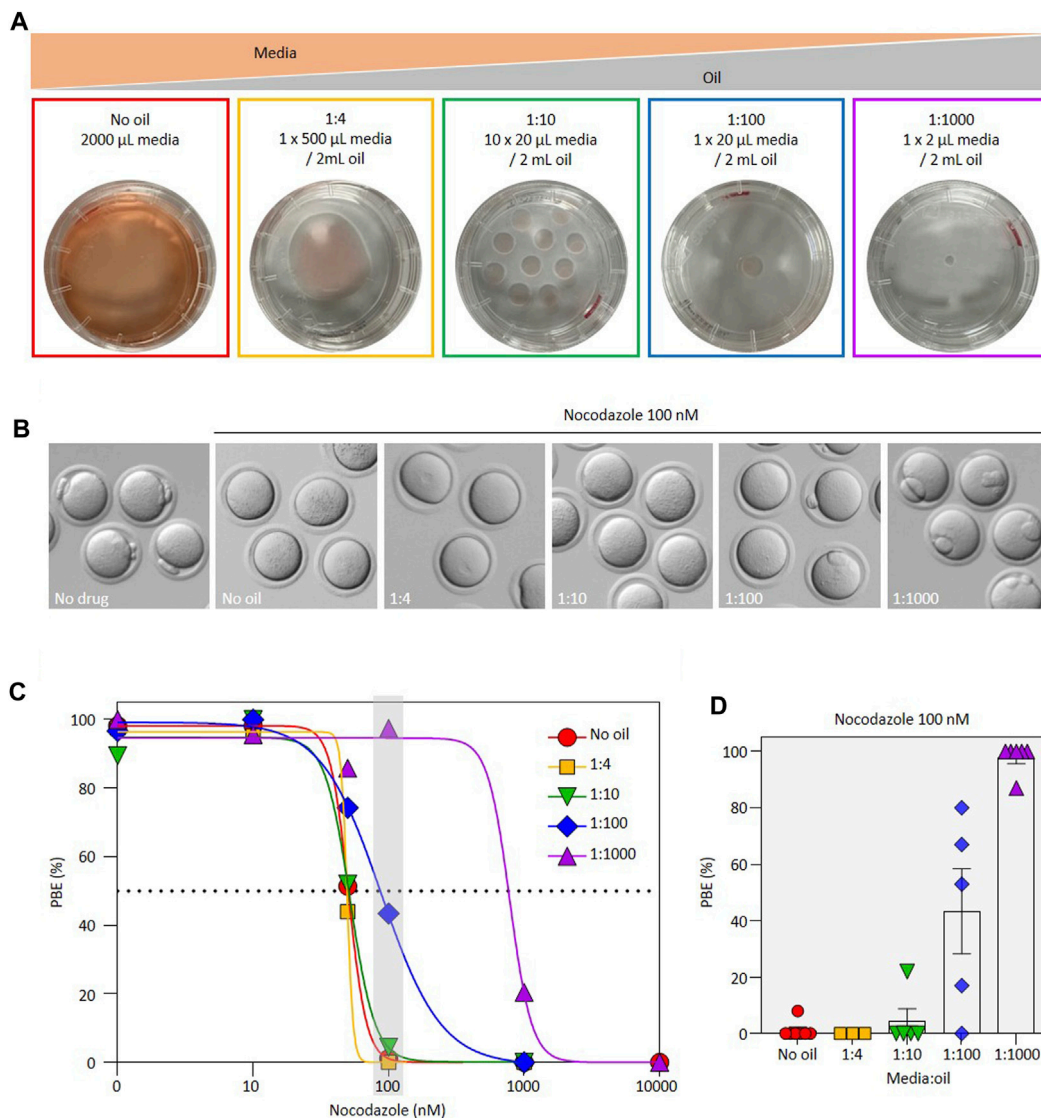 A
Media
Oil
No oil
2000 µL media
1:4
1 x 500 µL media
/ 2mL oil
1:10
10 x 20 µL media
/ 2 mL oil
1:100
1 x 20 µL media
/ 2 mL oil
1:1000
1 x 2 µL media
/ 2 mL oil
B
Nocodazole 100 nM
No drug
No oil
1:4
1:10
1:100
1:1000
C
PBE (%)
100
80
60
40
20
0
0
10
100
1000
10000
Nocodazole (nM)
No oil
1:4
1:10
1:100
1:1000
D
Nocodazole 100 nM
PBE (%)
100
80
60
40
20
0
No oil
1:4
1:10
1:100
1:1000
Media:oil